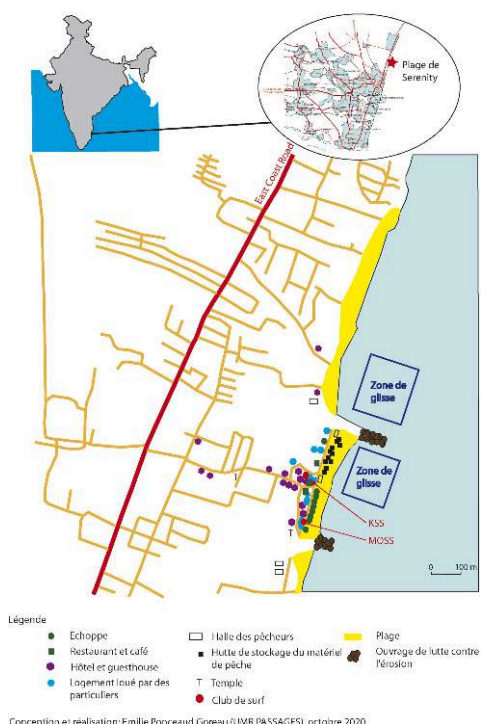 Plage de
Serenity
East Coast Road
Zone de
glisse
Zone de
glisse
KSS
MOSS
T
T
0 100 m
Légende
Echoppe
Restaurant et café
Hôtel et guesthouse
Logement loué par des
particuliers
Halle des pêcheurs
Hutte de stockage du matériel
de pêche
T Temple
Club de surf
Plage
Ouvrage de lutte contre
l'érosion
Conception et réalisation: Emilie Ponceaud Goreau (UMR PASSAGES), octobre 2020